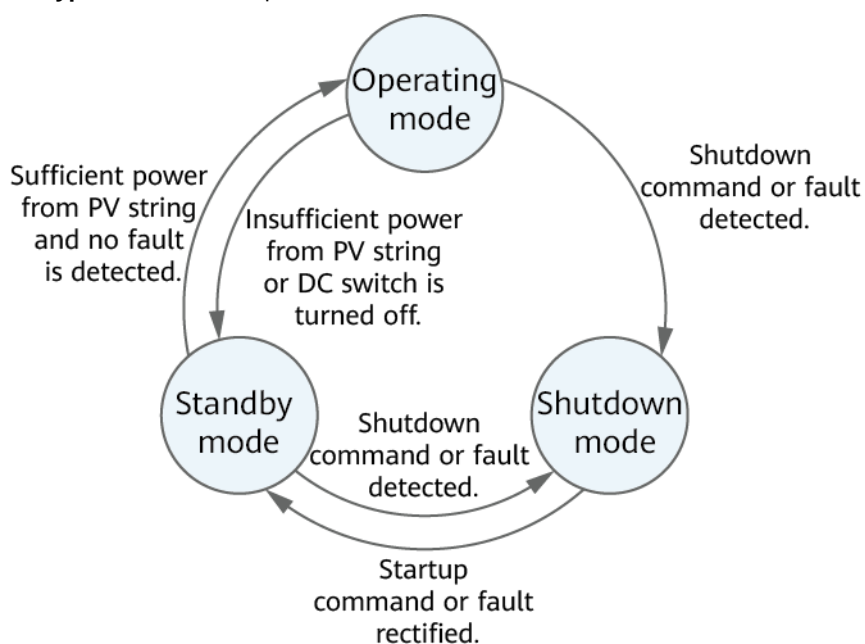 Operating
mode
Shutdown
command or fault
detected.
Sufficient power
from PV string
and no fault
is detected.
Insufficient power
from PV string
or DC switch is
turned off.
Standby
mode
Shutdown
command or fault
detected.
Shutdown
mode
Startup
command or fault
rectified.